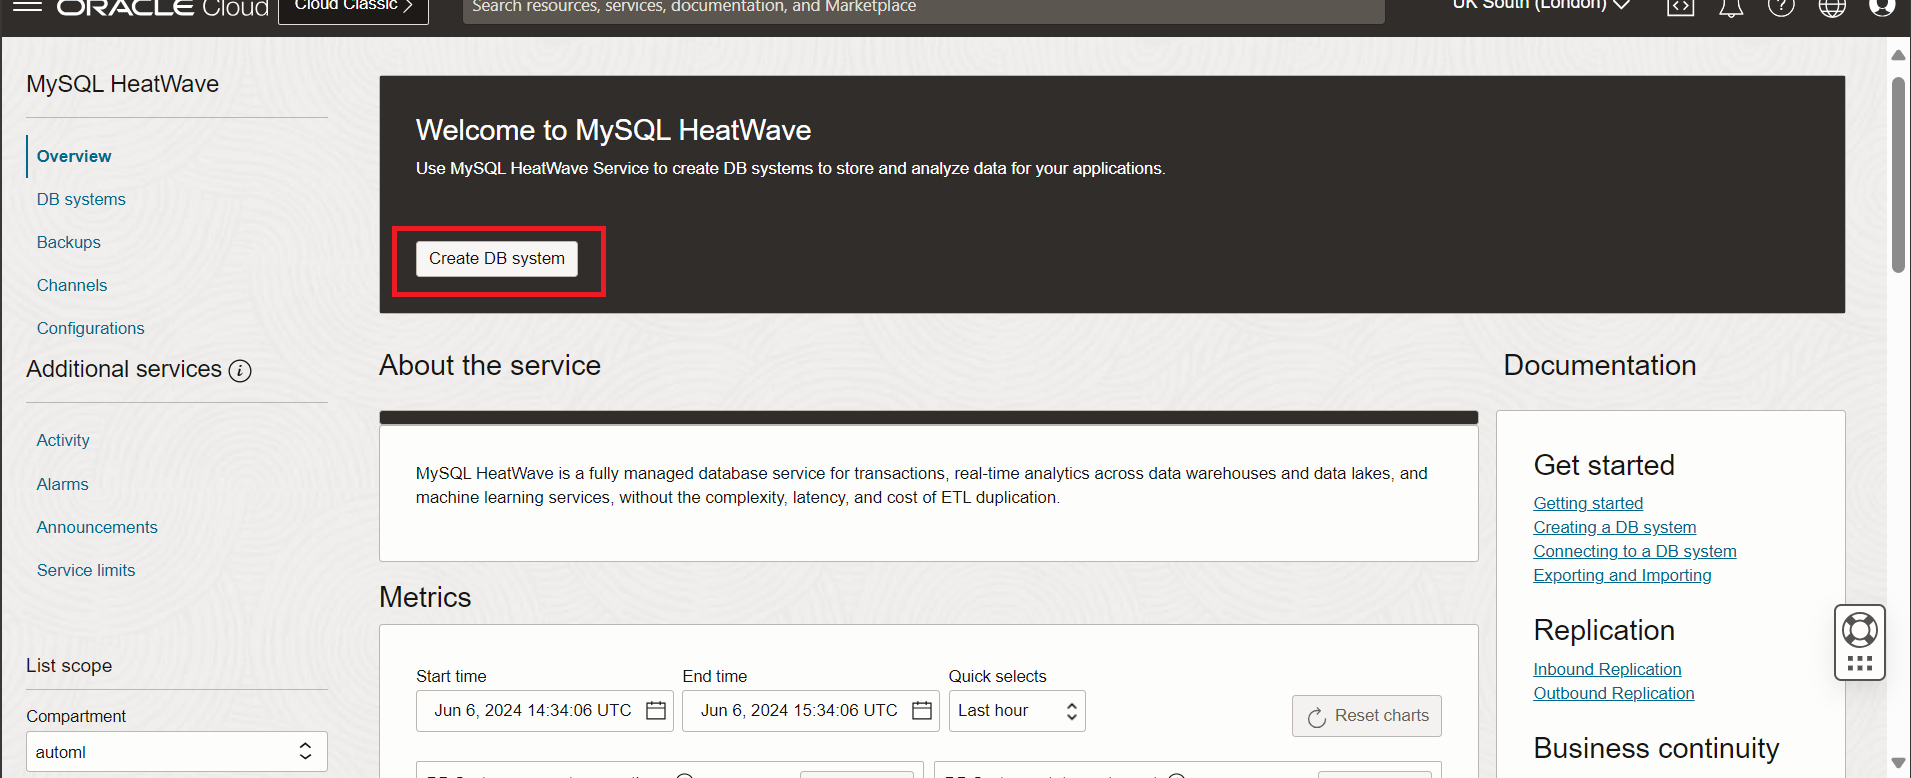 ORACLE Cloud
Cloud Classic
Search resources, services, documentation, and Marketplace
UK South (London)
MySQL HeatWave
Overview
DB systems
Backups
Channels
Configurations
Additional services
Activity
Alarms
Announcements
Service limits
List scope
Compartment
automl
Welcome to MySQL HeatWave
Use MySQL HeatWave Service to create DB systems to store and analyze data for your applications.
Create DB system
About the service
MySQL HeatWave is a fully managed database service for transactions, real-time analytics across data warehouses and data lakes, and
machine learning services, without the complexity, latency, and cost of ETL duplication.
Metrics
Start time
End time
Quick selects
Jun 6, 2024 14:34:06 UTC
Jun 6, 2024 15:34:06 UTC
Last hour
Reset charts
Documentation
Get started
Getting started
Creating a DB system
Connecting to a DB system
Exporting and Importing
Replication
Inbound Replication
Outbound Replication
Business continuity